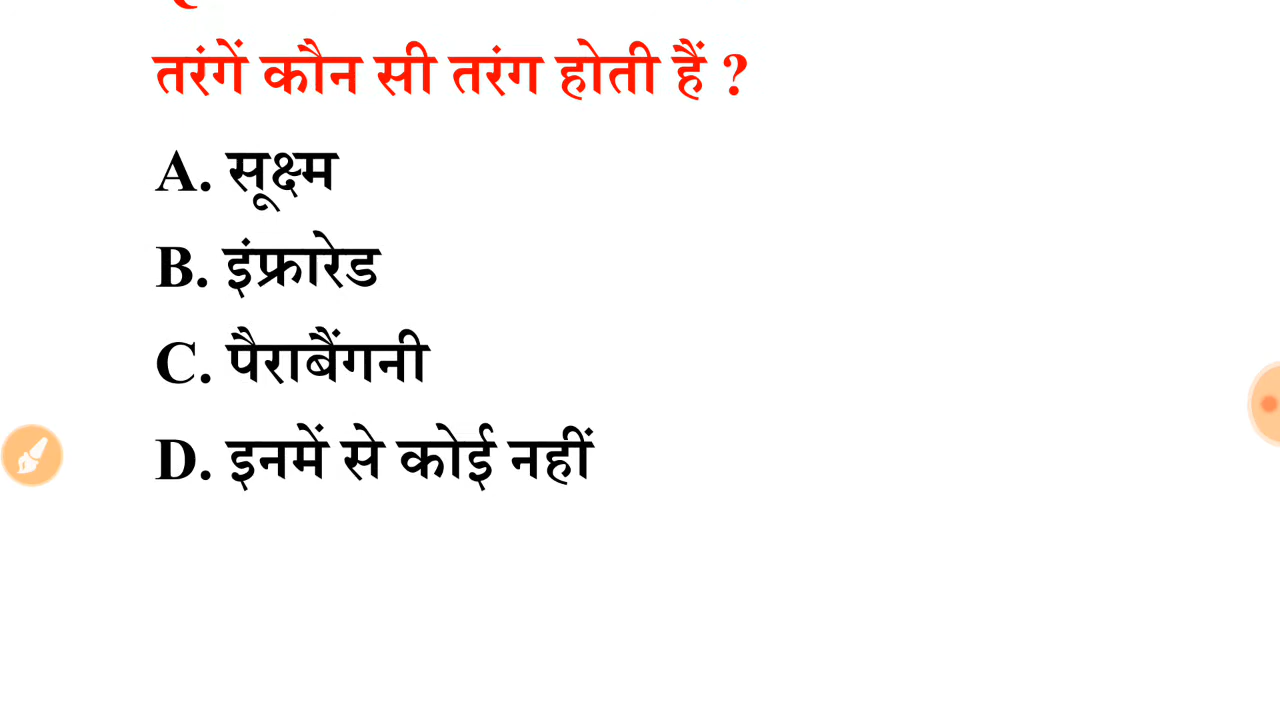 तरंगें कौन सी तरंग होती हैं ?
A. सूक्ष्म
B. इंफ्रारेड
C. पैराबैंगनी
D. इनमें से कोई नहीं